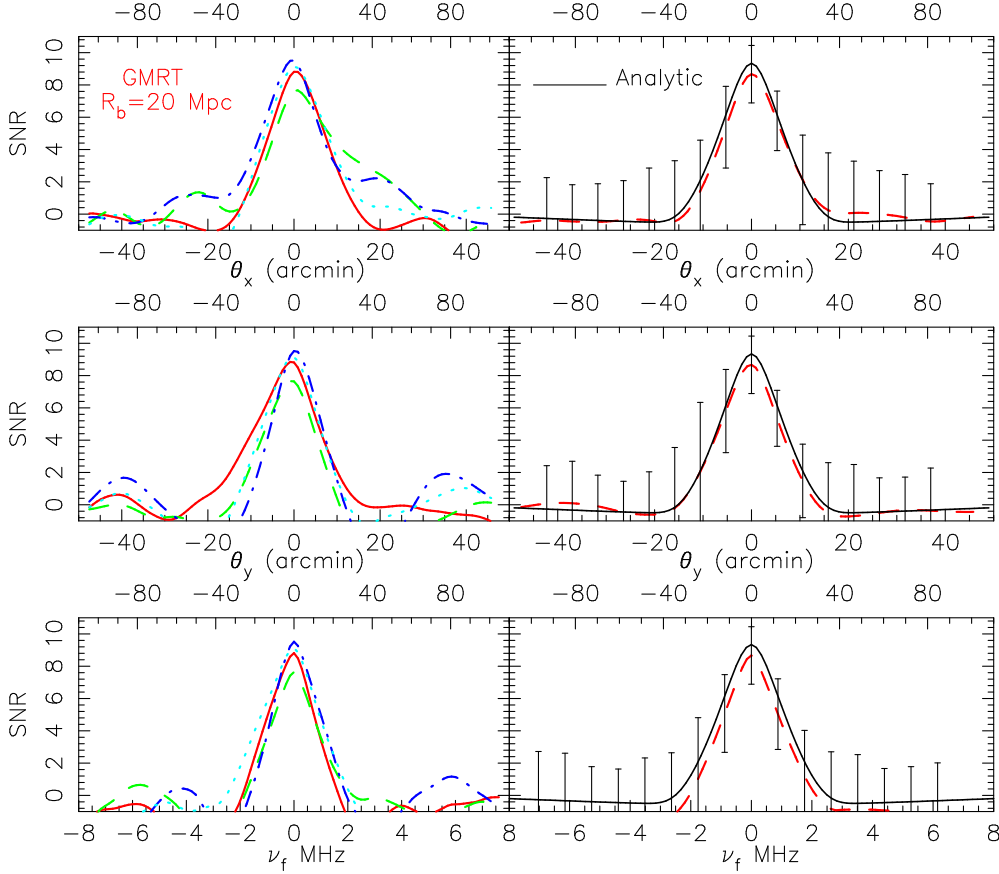 −80 −40 0 40 80 −80 −40 0 40 80
SNR 0 2 4 6 8 10
GMRT
R_b=20 Mpc
Analytic
−40 −20 0 20 40 −40 −20 0 20 40
θ_x (arcmin) θ_x (arcmin)
−80 −40 0 40 80 −80 −40 0 40 80
SNR 0 2 4 6 8 10
−40 −20 0 20 40 −40 −20 0 20 40
θ_y (arcmin) θ_y (arcmin)
−80 −40 0 40 80 −80 −40 0 40 80
SNR 0 2 4 6 8 10
−8 −6 −4 −2 0 2 4 6 8 −6 −4 −2 0 2 4 6 8
ν_f MHz ν_f MHz